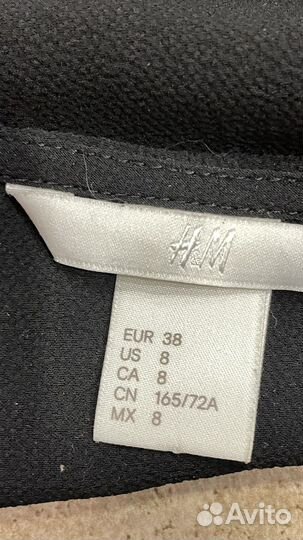 H&M
EUR 38
US 8
CA 8
CN 165/72A
MX 8
Avito